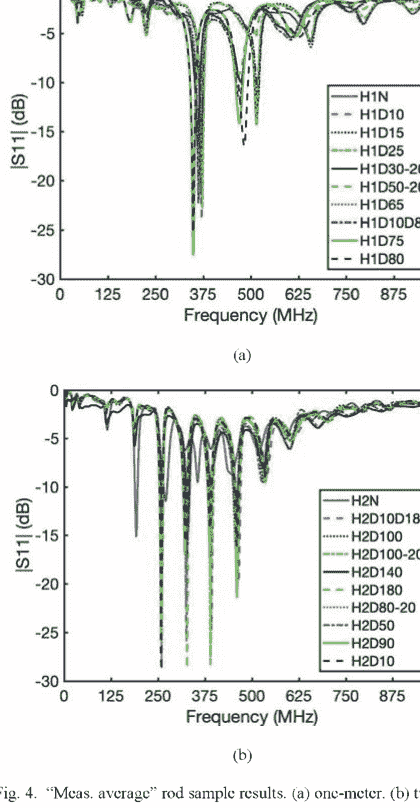 -5
-10
-15
-20
-25
-30
|S11| (dB)
0 125 250 375 500 625 750 875
Frequency (MHz)
H1N
H1D10
H1D15
H1D25
H1D30-20
H1D50-20
H1D65
H1D10D8
H1D75
H1D80
(a)
0
-5
-10
-15
-20
-25
-30
|S11| (dB)
0 125 250 375 500 625 750 875
Frequency (MHz)
H2N
H2D10D18
H2D100
H2D100-20
H2D140
H2D180
H2D80-20
H2D50
H2D90
H2D10
(b)
Fig. 4. “Meas. average” rod sample results. (a) one-meter. (b) t